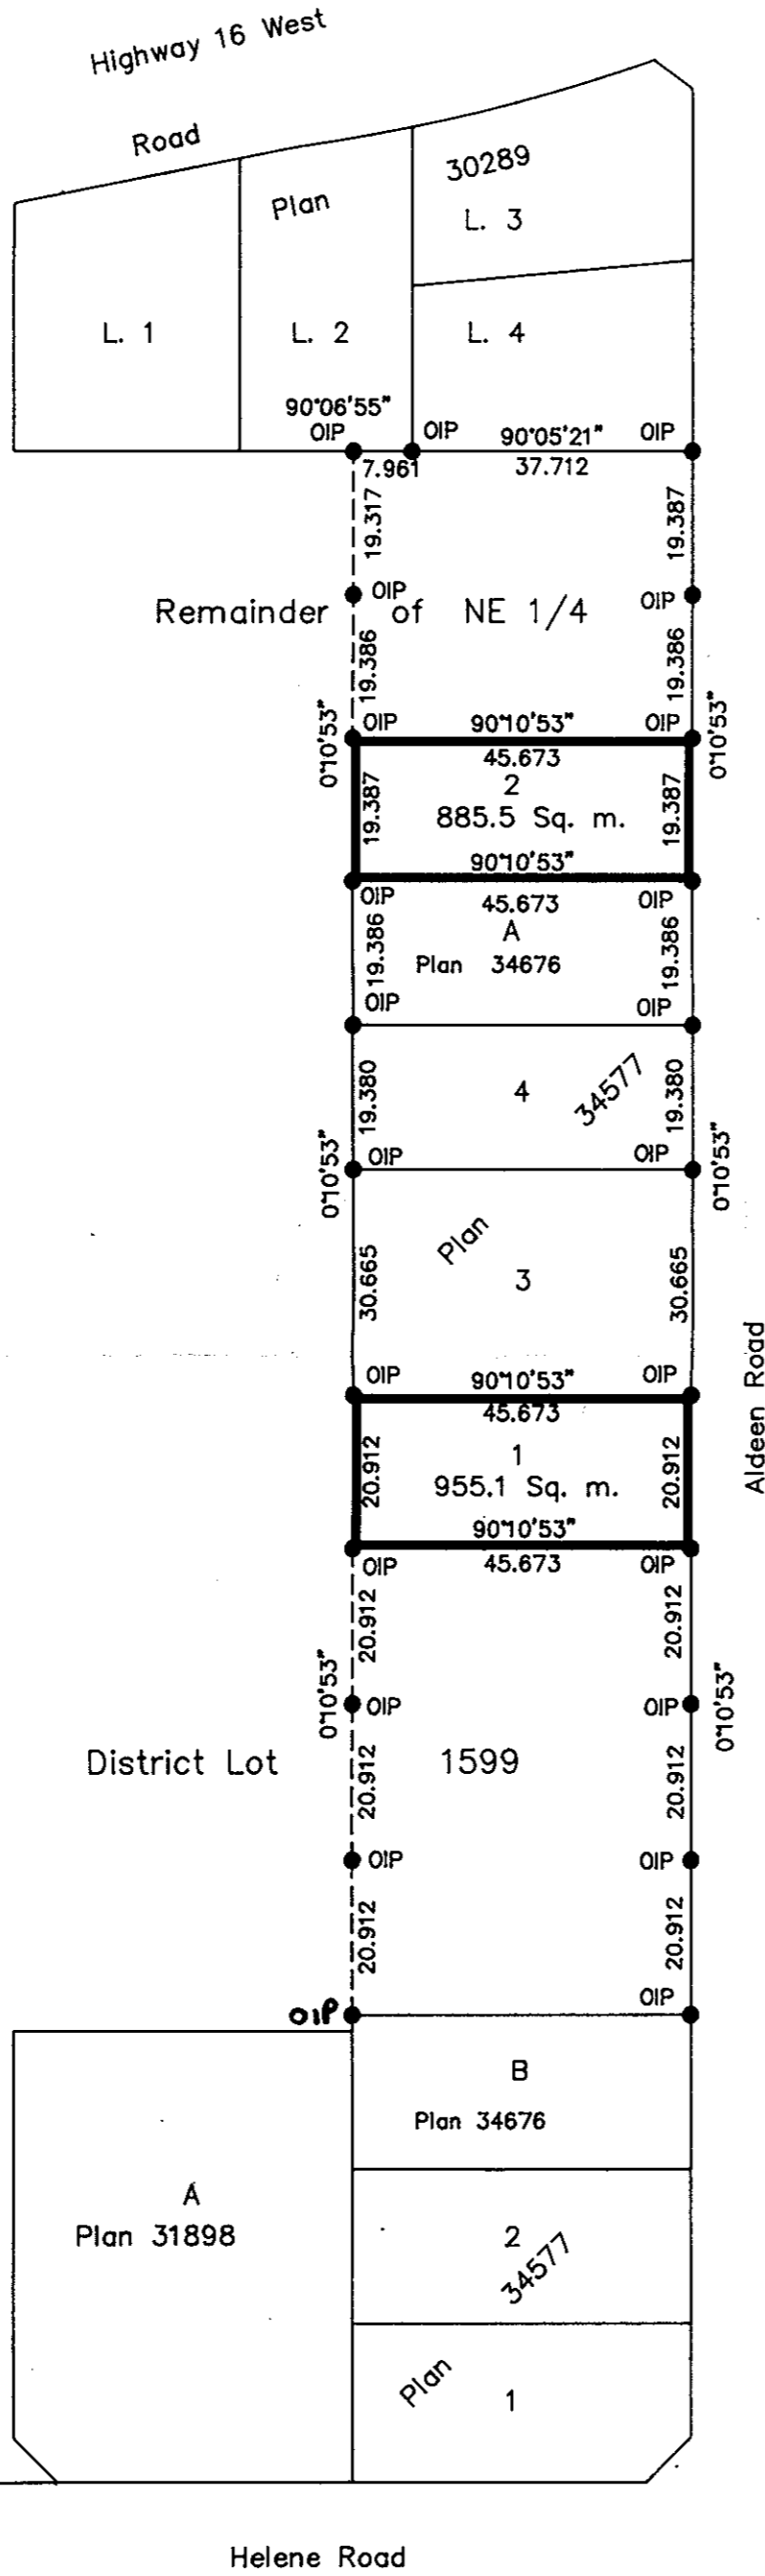 Highway 16 West
Road
Plan 30289
L. 3
L. 1
L. 2
L. 4
90°06'55"
OIP
OIP
90°05'21"
OIP
7.961
37.712
19.317
19.387
OIP
OIP
Remainder of NE 1/4
19.386
19.386
0°10'53"
OIP
90°10'53"
OIP
0°10'53"
45.673
2
19.387
885.5 Sq. m.
19.387
90°10'53"
OIP
45.673
OIP
19.386
A
19.386
Plan 34676
OIP
OIP
19.380
4
34577
19.380
0°10'53"
OIP
OIP
0°10'53"
Plan
30.665
3
30.665
Aldeen Road
OIP
90°10'53"
OIP
45.673
20.912
1
20.912
955.1 Sq. m.
90°10'53"
OIP
45.673
OIP
20.912
20.912
0°10'53"
OIP
OIP
0°10'53"
District Lot 1599
20.912
20.912
OIP
OIP
20.912
20.912
OIP
OIP
B
Plan 34676
A
Plan 31898
2
34577
Plan
1
Helene Road